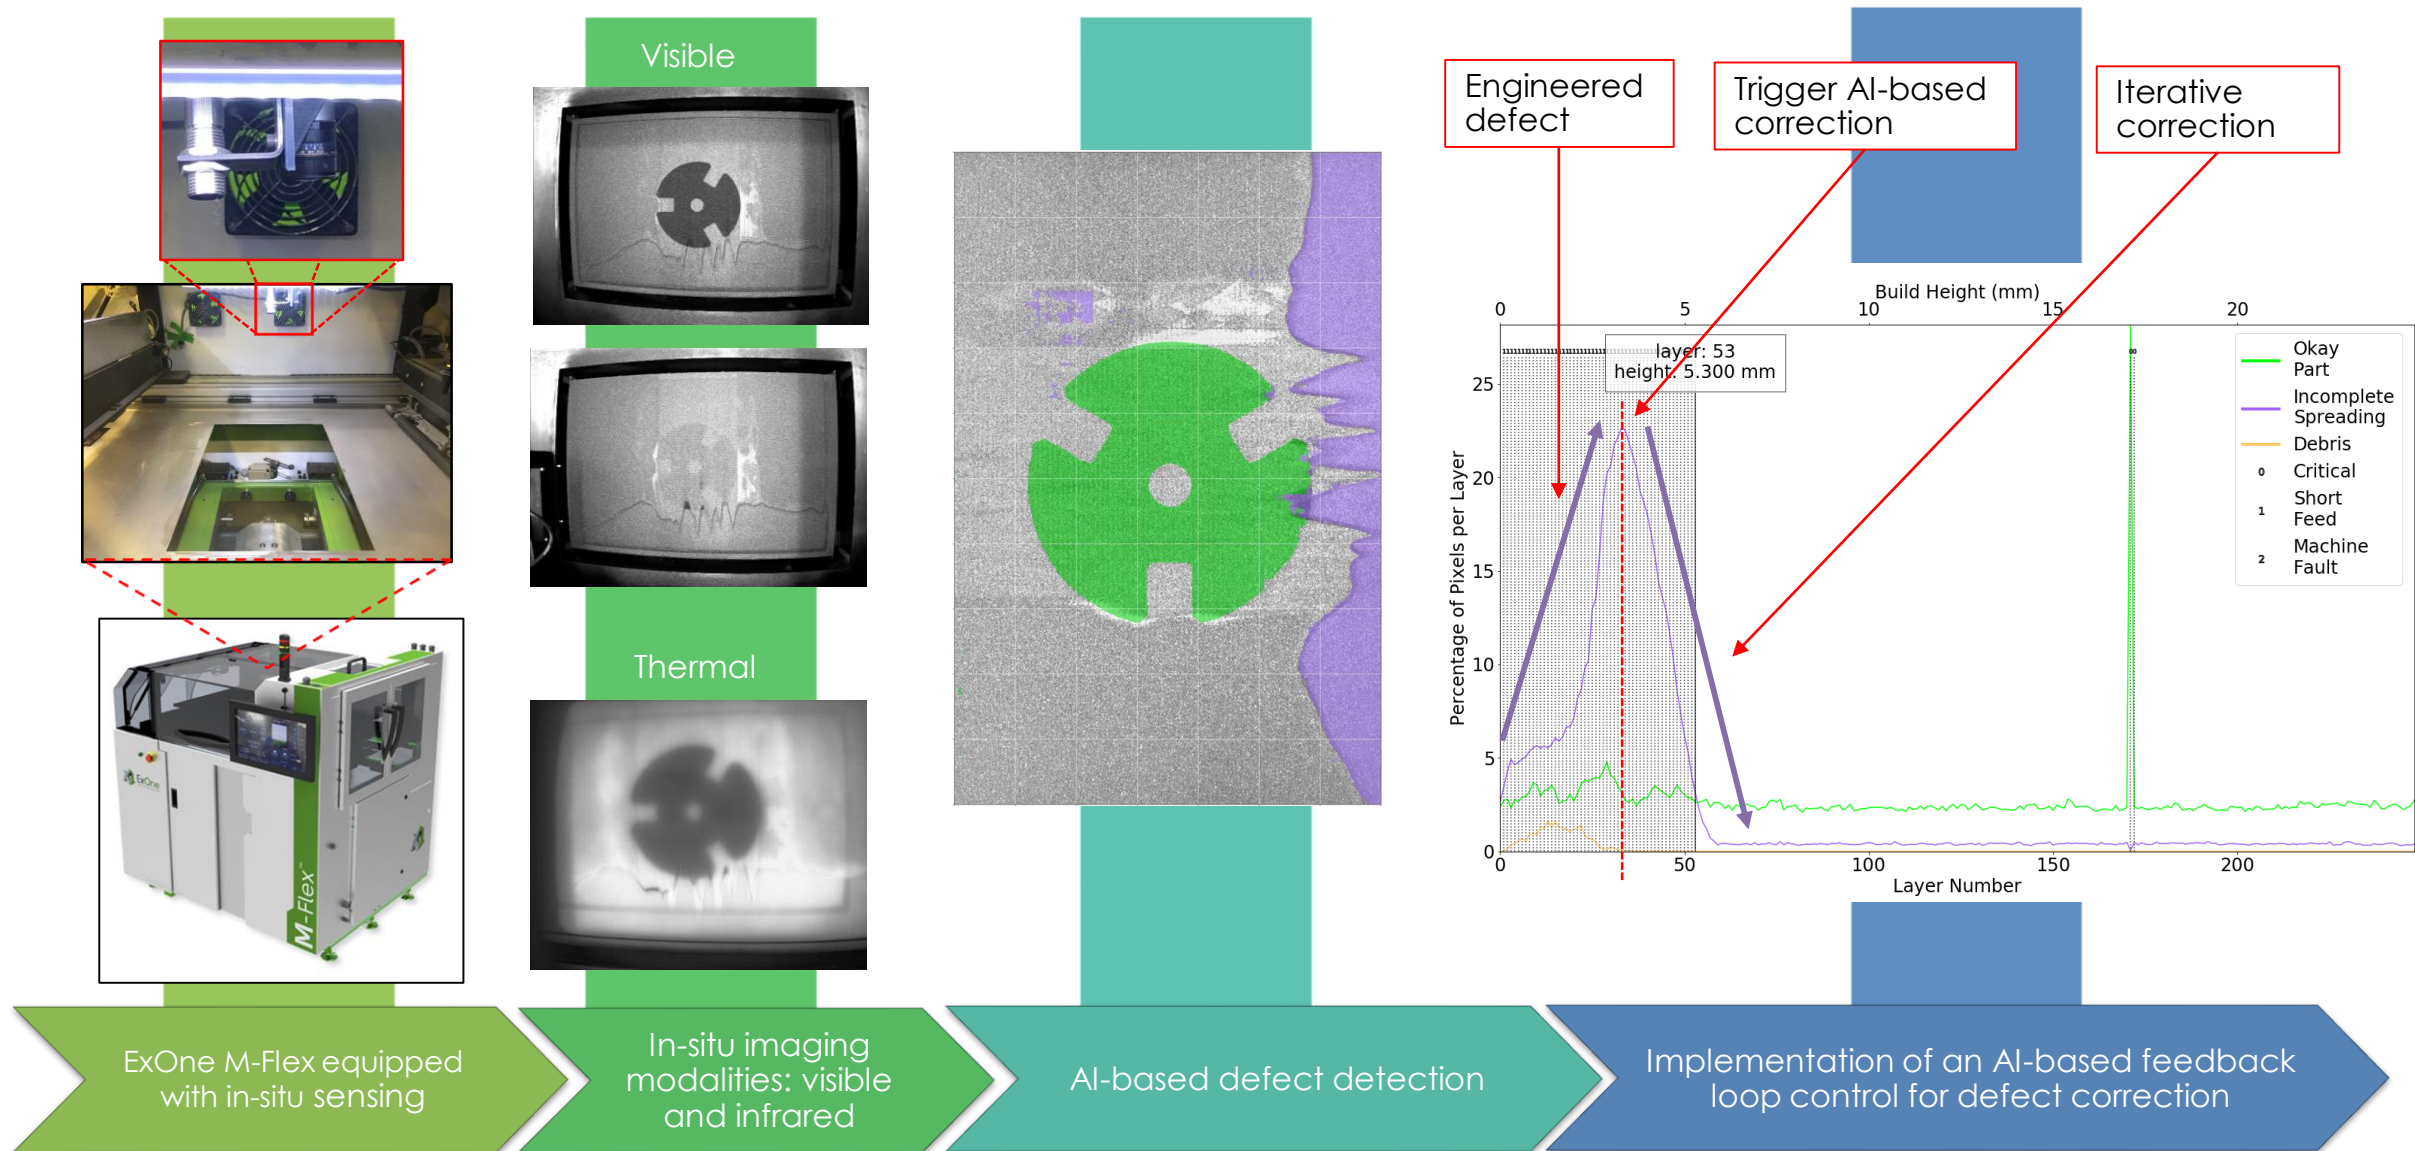 Visible
Thermal
ExOne
M-Flex™
Engineered
defect
Trigger AI-based
correction
Iterative
correction
Build Height (mm)
0 5 10 15 20
layer: 53
height: 5.300 mm
Okay
Part
Incomplete
Spreading
Debris
0 Critical
1 Short
Feed
2 Machine
Fault
Percentage of Pixels per Layer
25
20
15
10
5
0
0 50 100 150 200
Layer Number
ExOne M-Flex equipped
with in-situ sensing
In-situ imaging
modalities: visible
and infrared
AI-based defect detection
Implementation of an AI-based feedback
loop control for defect correction